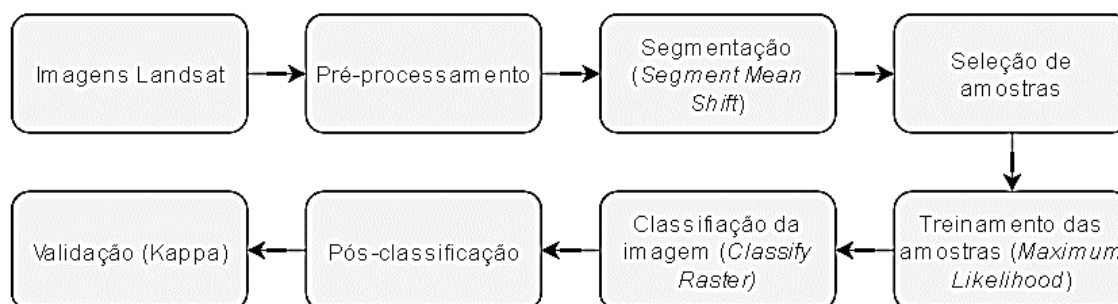 Imagens Landsat
Pré-processamento
Segmentação
(Segment Mean
Shift)
Seleção de
amostras
Treinamento das
amostras (Maximum
Likelihood)
Classifiação da
imagem (Classify
Raster)
Pós-classificação
Validação (Kappa)